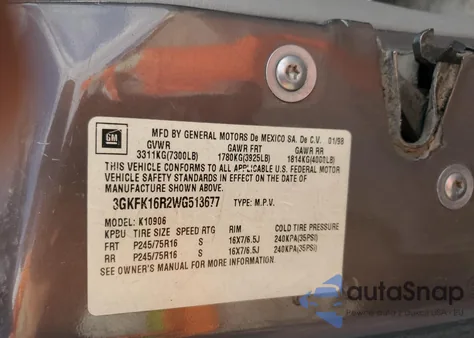 GM
MFD BY GENERAL MOTORS De MEXICO SA. De C.V. 01/98
GVWR GAWR FRT GAWR RR
3311KG(7300LB) 1780KG(3925LB) 1814KG(4000LB)
THIS VEHICLE CONFORMS TO ALL APPLICABLE U.S. FEDERAL MOTOR
VEHICLE SAFETY STANDARDS IN EFFECT ON THE DATE OF
MANUFACTURE SHOWN ABOVE.
3GKFK16R2WG513677 TYPE: M.P.V.
MODEL: K10906
KPBU TIRE SIZE SPEED RTG RIM COLD TIRE PRESSURE
FRT P245/75R16 S 16X7/6.5J 240KPA(35PSI)
RR P245/75R16 S 16X7/6.5J 240KPA(35PSI)
SEE OWNER'S MANUAL FOR MORE INFORMATION.
autaSnap